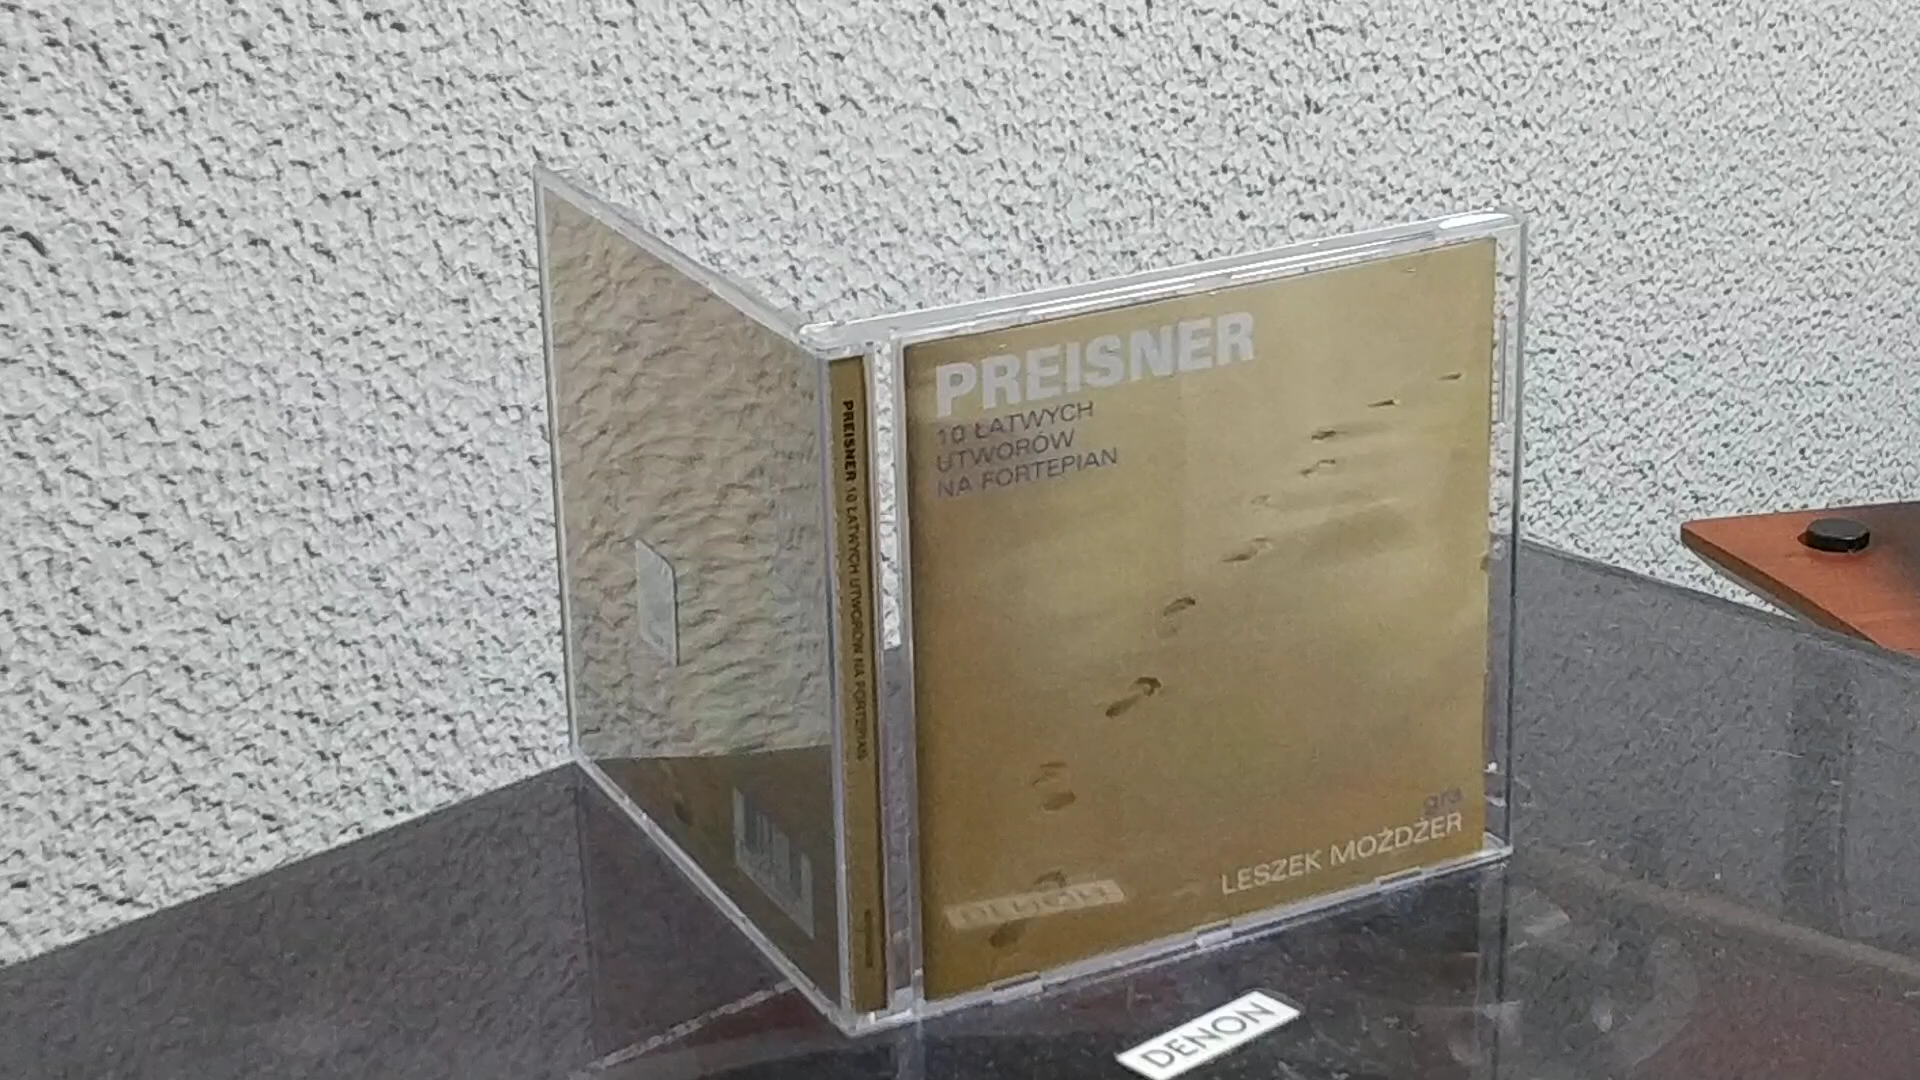 PREISNER
10 ŁATWYCH
UTWORÓW
NA FORTEPIAN
gra
LESZEK MOŻDŻER
PREISNER 10 ŁATWYCH UTWORÓW NA FORTEPIAN
DENON